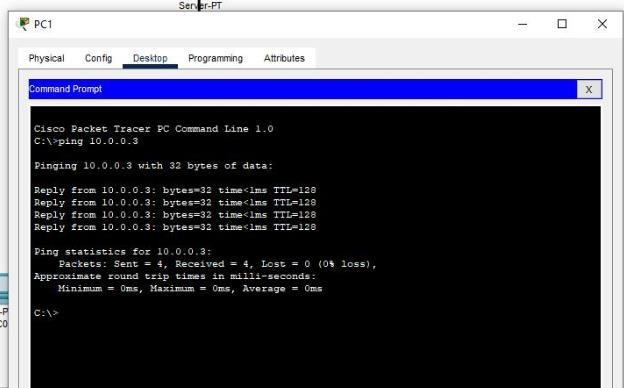 Server-PT
PC1
Physical Config Desktop Programming Attributes
Command Prompt X
Cisco Packet Tracer PC Command Line 1.0
C:\>ping 10.0.0.3
Pinging 10.0.0.3 with 32 bytes of data:
Reply from 10.0.0.3: bytes=32 time<1ms TTL=128
Reply from 10.0.0.3: bytes=32 time<1ms TTL=128
Reply from 10.0.0.3: bytes=32 time<1ms TTL=128
Reply from 10.0.0.3: bytes=32 time<1ms TTL=128
Ping statistics for 10.0.0.3:
Packets: Sent = 4, Received = 4, Lost = 0 (0% loss),
Approximate round trip times in milli-seconds:
Minimum = 0ms, Maximum = 0ms, Average = 0ms
C:\>